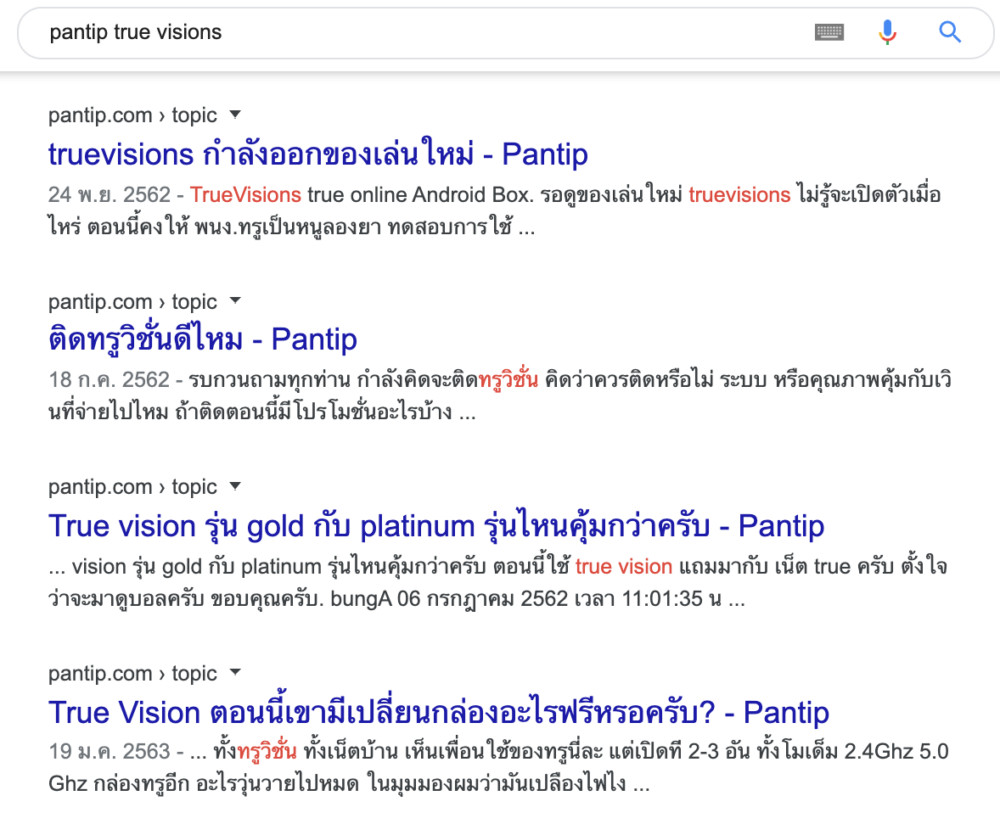 pantip true visions
pantip.com › topic
truevisions กำลังออกของเล่นใหม่ - Pantip
24 พ.ย. 2562 - TrueVisions true online Android Box. รอดูของเล่นใหม่ truevisions ไม่รู้จะเปิดตัวเมื่อ
ไหร่ ตอนนี้คงให้ พนง.ทรูเป็นหนูลองยา ทดสอบการใช้ ...
pantip.com › topic
ติดทรูวิชั่นดีไหม - Pantip
18 ก.ค. 2562 - รบกวนถามทุกท่าน กำลังคิดจะติดทรูวิชั่น คิดว่าควรติดหรือไม่ ระบบ หรือคุณภาพคุ้มกับเวิ
นที่จ่ายไปไหม ถ้าติดตอนนี้มีโปรโมชั่นอะไรบ้าง ...
pantip.com › topic
True vision รุ่น gold กับ platinum รุ่นไหนคุ้มกว่าครับ - Pantip
... vision รุ่น gold กับ platinum รุ่นไหนคุ้มกว่าครับ ตอนนี้ใช้ true vision แถมมากับ เน็ต true ครับ ตั้งใจ
ว่าจะมาดูบอลครับ ขอบคุณครับ. bungA 06 กรกฎาคม 2562 เวลา 11:01:35 น ...
pantip.com › topic
True Vision ตอนนี้เขามีเปลี่ยนกล่องอะไรฟรีหรอครับ? - Pantip
19 ม.ค. 2563 - ... ทั้งทรูวิชั่น ทั้งเน็ตบ้าน เห็นเพื่อนใช้ของทรูนี่ละ แต่เปิดที 2-3 อัน ทั้งโมเด็ม 2.4Ghz 5.0
Ghz กล่องทรูอีก อะไรวุ่นวายไปหมด ในมุมมองผมว่ามันเปลืองไฟไง ...